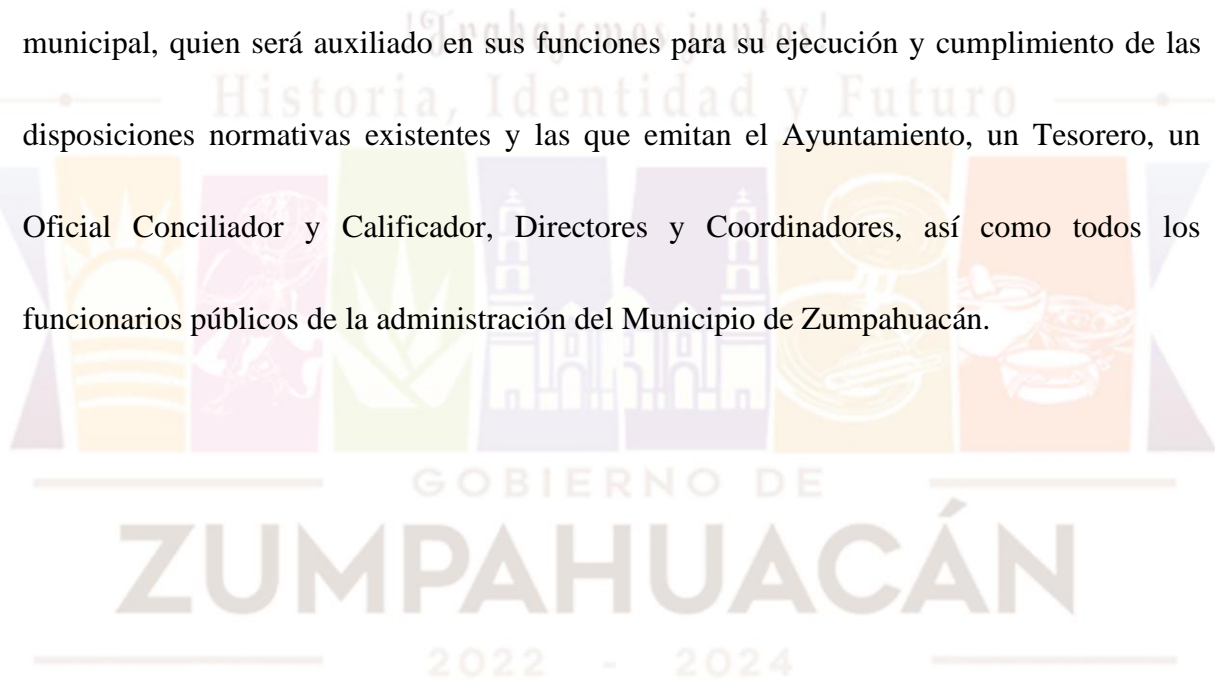 ¡Trabajemos juntos!
municipal, quien será auxiliado en sus funciones para su ejecución y cumplimiento de las
Historia, Identidad y Futuro
disposiciones normativas existentes y las que emitan el Ayuntamiento, un Tesorero, un
Oficial Conciliador y Calificador, Directores y Coordinadores, así como todos los
funcionarios públicos de la administración del Municipio de Zumpahuacán.
GOBIERNO DE
ZUMPAHUACÁN
2022 - 2024